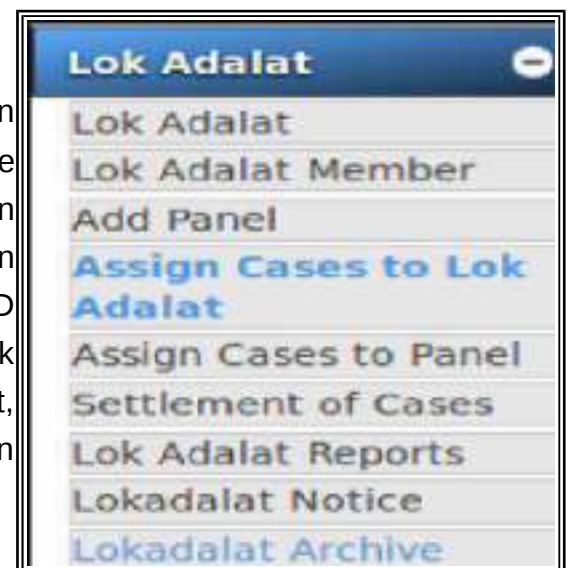 Lok Adalat
n
Lok Adalat
e
Lok Adalat Member
n
Add Panel
n
Assign Cases to Lok
D
Adalat
k
Assign Cases to Panel
t,
Settlement of Cases
n
Lok Adalat Reports
Lokadalat Notice
Lokadalat Archive